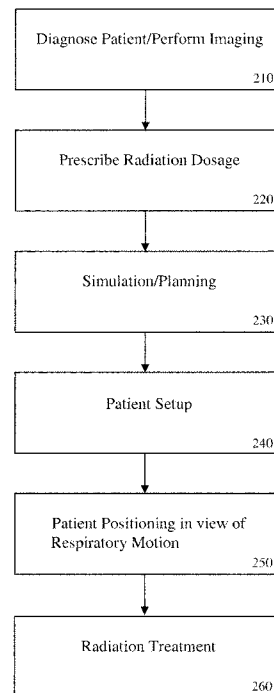 Diagnose Patient/Perform Imaging
210
Prescribe Radiation Dosage
220
Simulation/Planning
230
Patient Setup
240
Patient Positioning in view of
Respiratory Motion
250
Radiation Treatment
260